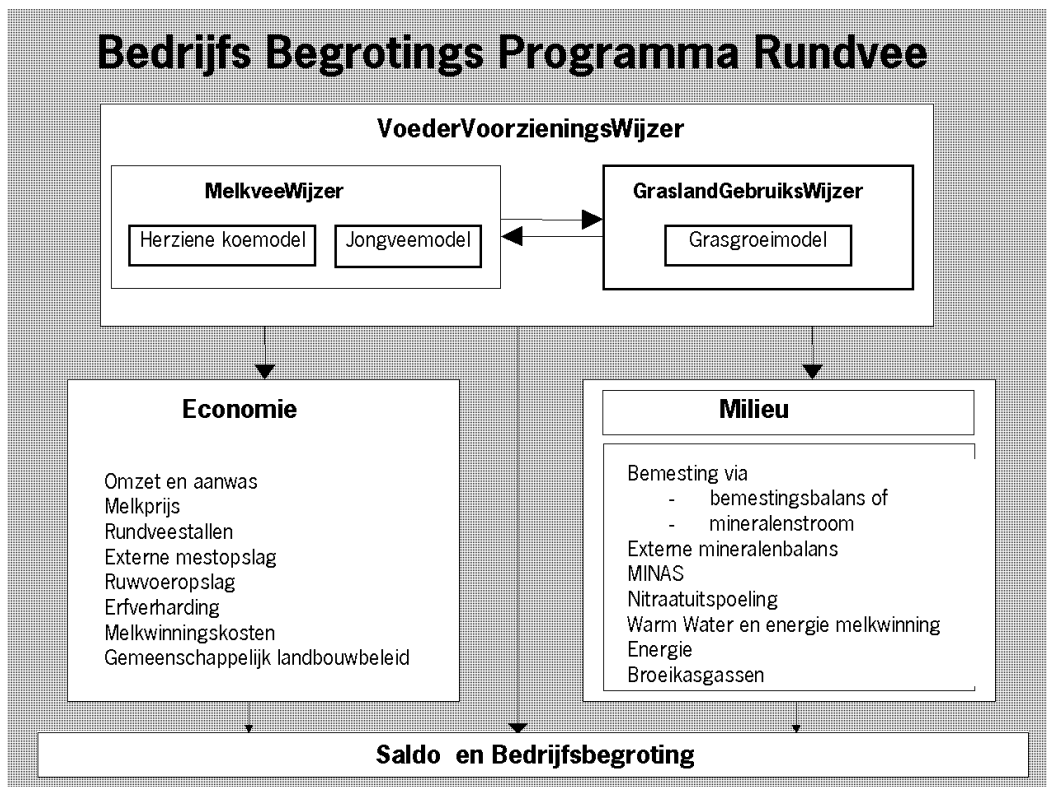 Bedrijfs Begrotings Programma Rundvee
VoederVoorzieningsWijzer
MelkveeWijzer
Herziene koemodel
Jongveemodel
GraslandGebruiksWijzer
Grasgroeimodel
Economie
Omzet en aanwas
Melkprijs
Rundveestallen
Externe mestopslag
Ruwvoeropslag
Erfverharding
Melkwinningskosten
Gemeenschappelijk landbouwbeleid
Milieu
Bemesting via
- bemestingsbalans of
- mineralenstroom
Externe mineralenbalans
MINAS
Nitraatuitspoeling
Warm Water en energie melkwinning
Energie
Broeikasgassen
Saldo en Bedrijfsbegroting